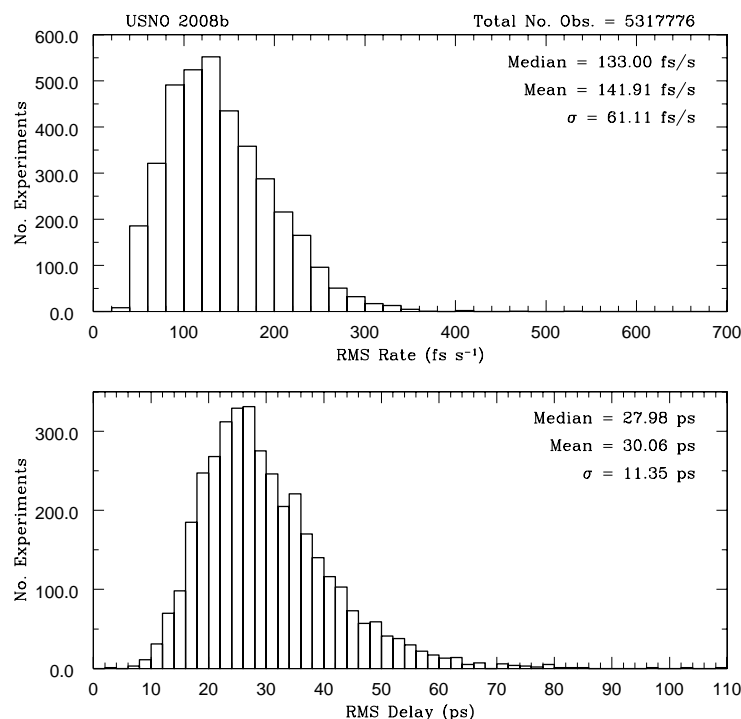 USNO 2008b Total No. Obs. = 5317776
600.0
Median = 133.00 fs/s
Mean = 141.91 fs/s
σ = 61.11 fs/s
500.0
400.0
300.0
200.0
100.0
0.0
No. Experiments
0 100 200 300 400 500 600 700
RMS Rate (fs s⁻¹)
Median = 27.98 ps
Mean = 30.06 ps
σ = 11.35 ps
300.0
200.0
100.0
0.0
No. Experiments
0 10 20 30 40 50 60 70 80 90 100 110
RMS Delay (ps)